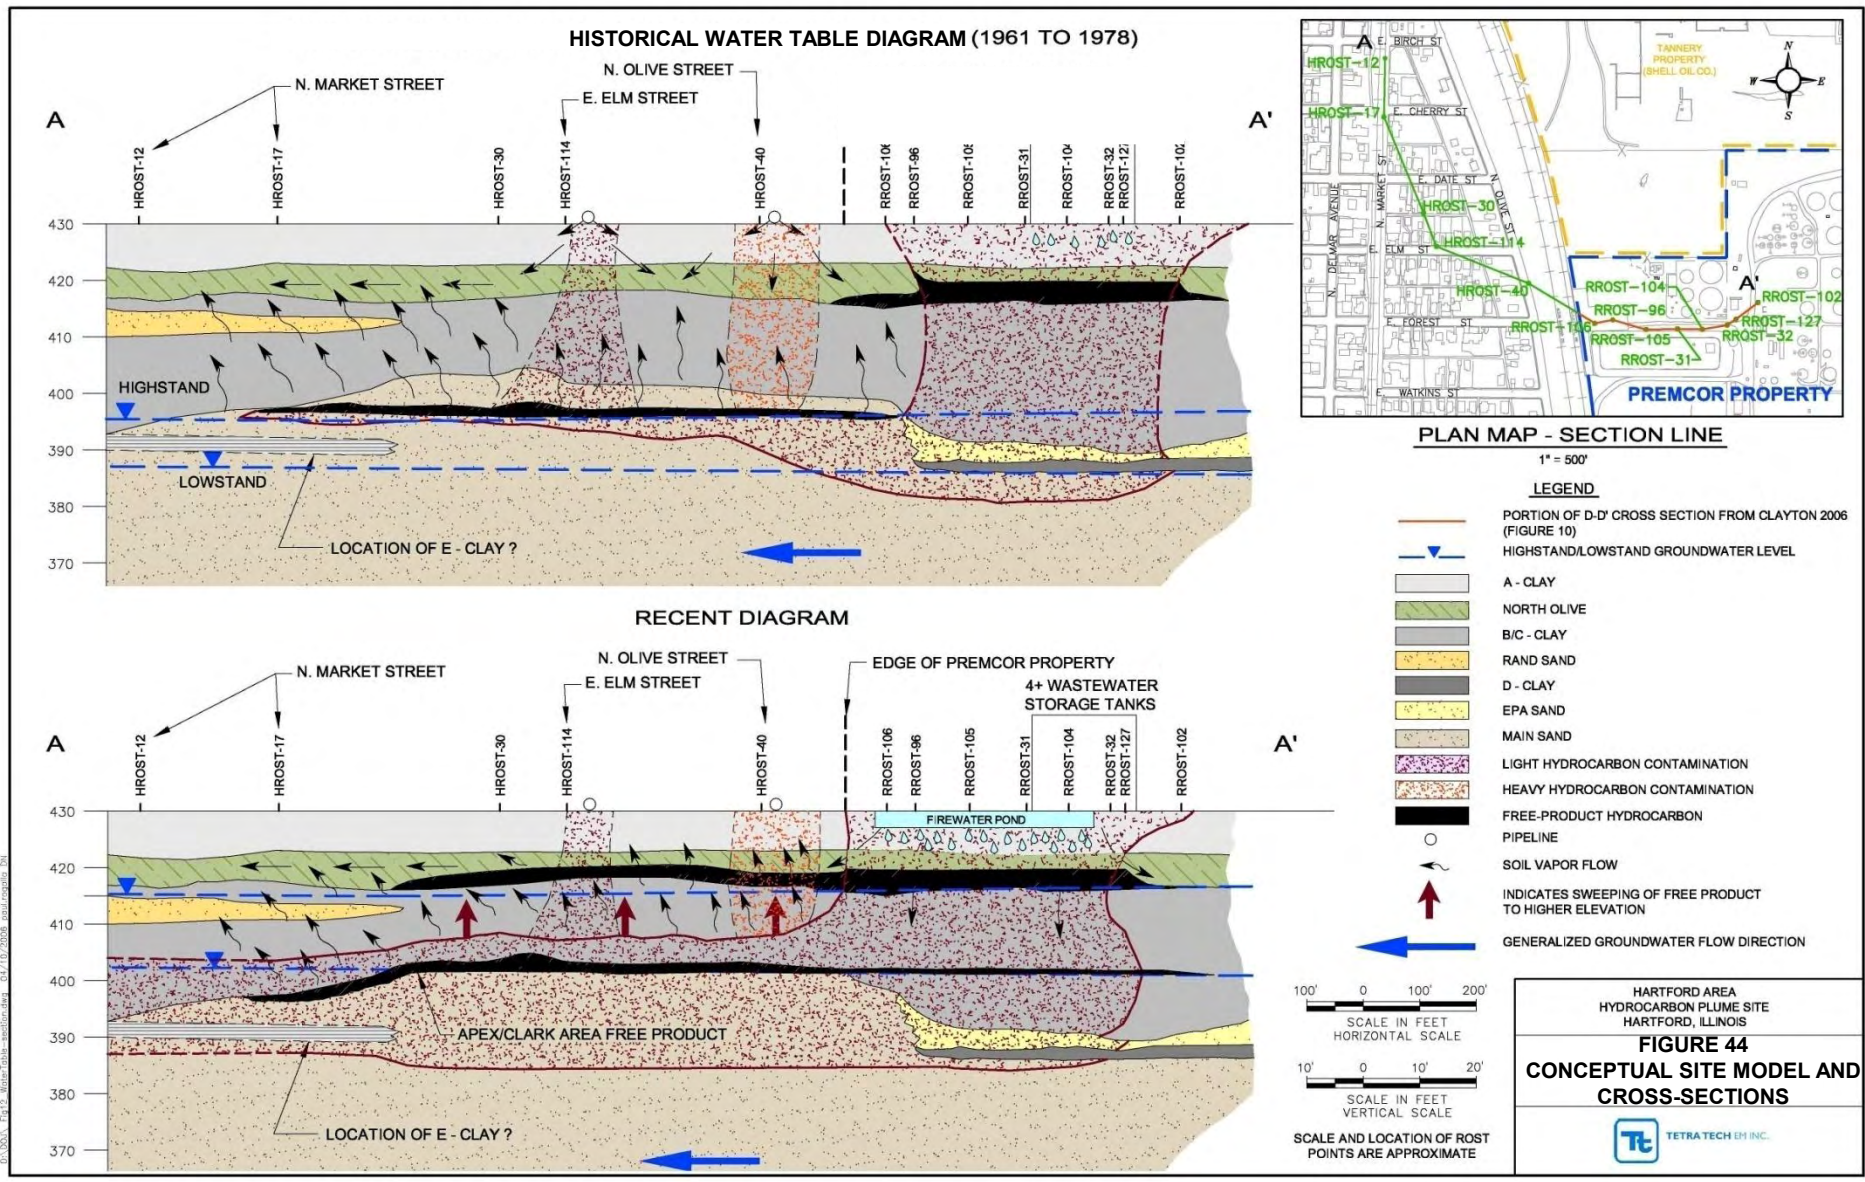 HISTORICAL WATER TABLE DIAGRAM (1961 TO 1978)
N. MARKET STREET
N. OLIVE STREET
E. ELM STREET
A
A'
HROST-12
HROST-17
HROST-30
HROST-114
HROST-40
RROST-96
RROST-31
RROST-32
430
420
410
400
390
380
370
HIGHSTAND
LOWSTAND
LOCATION OF E - CLAY ?
RECENT DIAGRAM
N. MARKET STREET
N. OLIVE STREET
E. ELM STREET
EDGE OF PREMCOR PROPERTY
4+ WASTEWATER
STORAGE TANKS
A
A'
HROST-12
HROST-17
HROST-30
HROST-114
HROST-40
RROST-106
RROST-96
RROST-105
RROST-31
RROST-104
RROST-32
RROST-127
RROST-102
430
420
410
400
390
380
370
FIREWATER POND
APEX/CLARK AREA FREE PRODUCT
LOCATION OF E - CLAY ?
A
E. BIRCH ST
HROST-12
TANNERY
PROPERTY
(SHELL OIL CO.)
N
W
E
S
HROST-17
E. CHERRY ST
N. MARKET ST
E. DATE ST
N. OLIVE ST
N. DELMAR AVENUE
HROST-30
E. ELM ST
HROST-114
HROST-40
RROST-104
A'
RROST-102
RROST-96
E. FOREST ST
RROST-106
RROST-127
RROST-105
RROST-32
RROST-31
E. WATKINS ST
PREMCOR PROPERTY
PLAN MAP - SECTION LINE
1" = 500'
LEGEND
PORTION OF D-D' CROSS SECTION FROM CLAYTON 2006
(FIGURE 10)
HIGHSTAND/LOWSTAND GROUNDWATER LEVEL
A - CLAY
NORTH OLIVE
B/C - CLAY
RAND SAND
D - CLAY
EPA SAND
MAIN SAND
LIGHT HYDROCARBON CONTAMINATION
HEAVY HYDROCARBON CONTAMINATION
FREE-PRODUCT HYDROCARBON
PIPELINE
SOIL VAPOR FLOW
INDICATES SWEEPING OF FREE PRODUCT
TO HIGHER ELEVATION
GENERALIZED GROUNDWATER FLOW DIRECTION
100' 0 100' 200'
SCALE IN FEET
HORIZONTAL SCALE
10' 0 10' 20'
SCALE IN FEET
VERTICAL SCALE
SCALE AND LOCATION OF ROST
POINTS ARE APPROXIMATE
HARTFORD AREA
HYDROCARBON PLUME SITE
HARTFORD, ILLINOIS
FIGURE 44
CONCEPTUAL SITE MODEL AND
CROSS-SECTIONS
Tt
TETRA TECH EM INC.